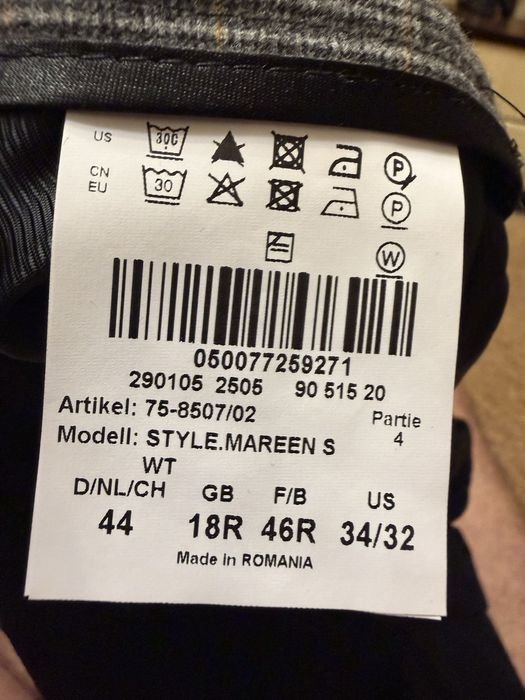 US 30C P
CN
EU 30 P
W
050077259271
290105 2505 90 515 20
Artikel: 75-8507/02 Partie
Modell: STYLE.MAREEN S 4
WT
D/NL/CH GB F/B US
44 18R 46R 34/32
Made in ROMANIA